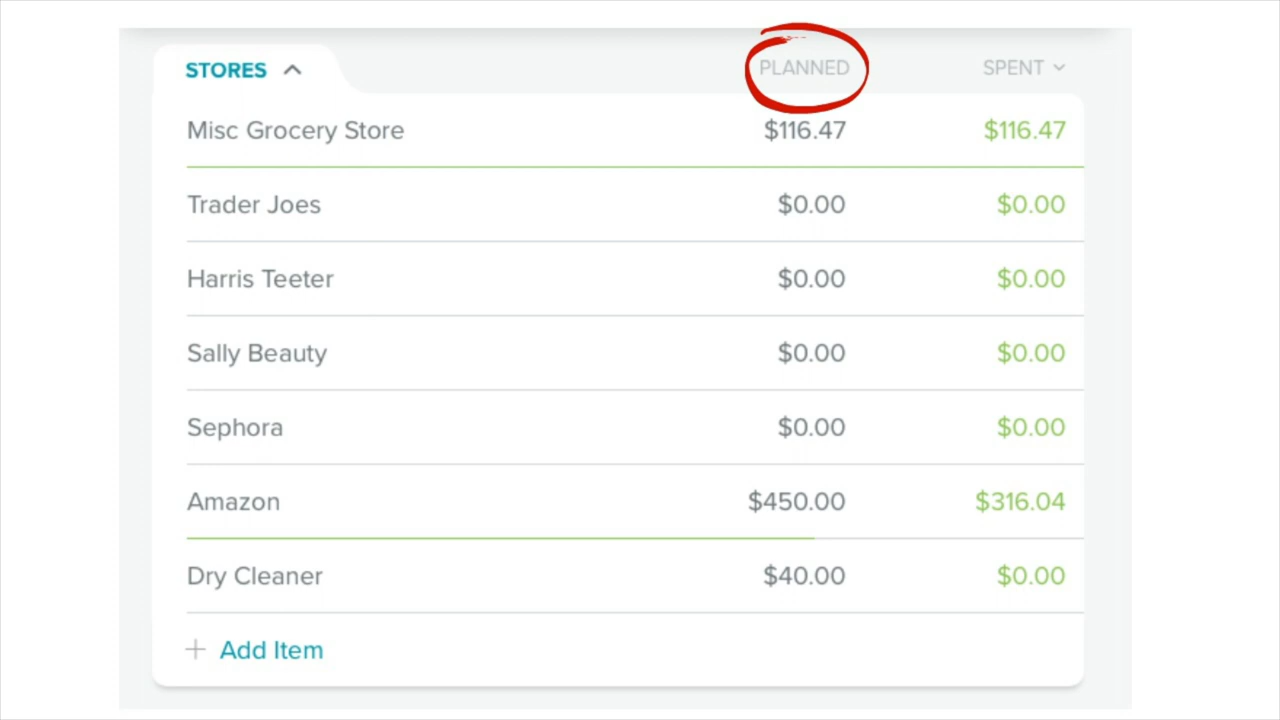 STORES PLANNED SPENT
Misc Grocery Store $116.47 $116.47
Trader Joes $0.00 $0.00
Harris Teeter $0.00 $0.00
Sally Beauty $0.00 $0.00
Sephora $0.00 $0.00
Amazon $450.00 $316.04
Dry Cleaner $40.00 $0.00
+ Add Item